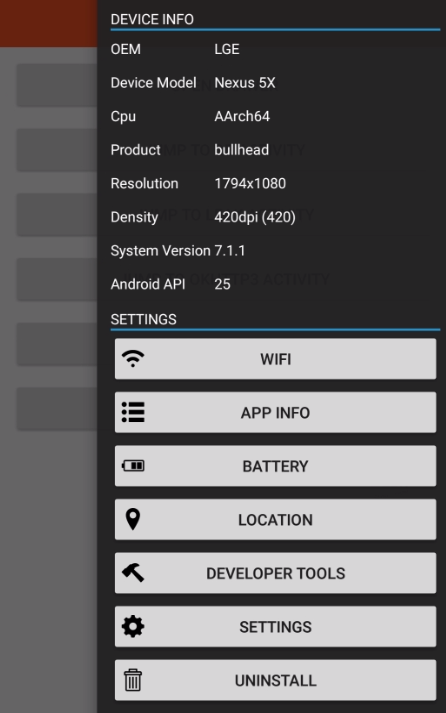 DEVICE INFO
OEM LGE
Device Model Nexus 5X
Cpu AArch64
Product bullhead
Resolution 1794x1080
Density 420dpi (420)
System Version 7.1.1
Android API 25
SETTINGS
WIFI
APP INFO
BATTERY
LOCATION
DEVELOPER TOOLS
SETTINGS
UNINSTALL